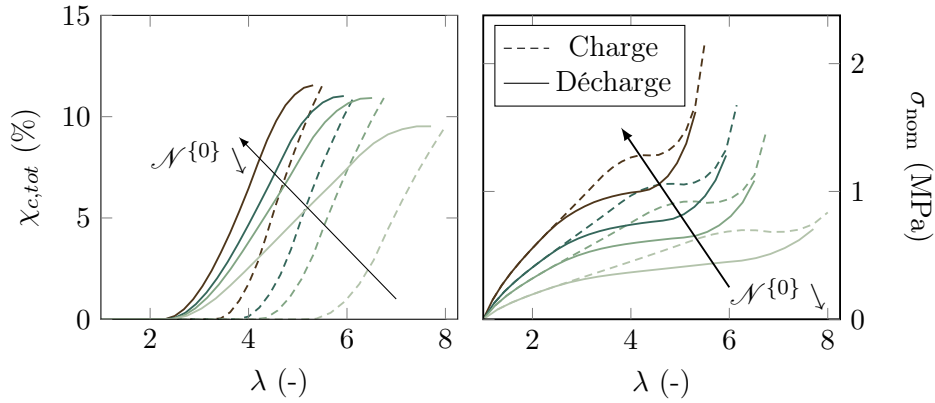 15
10
5
0
χ_{c,tot} (%)
𝒩^{0} ↘
2 4 6 8
λ (-)
Charge
Décharge
𝒩^{0} ↘
2 4 6 8
λ (-)
2
1
0
σ_nom (MPa)